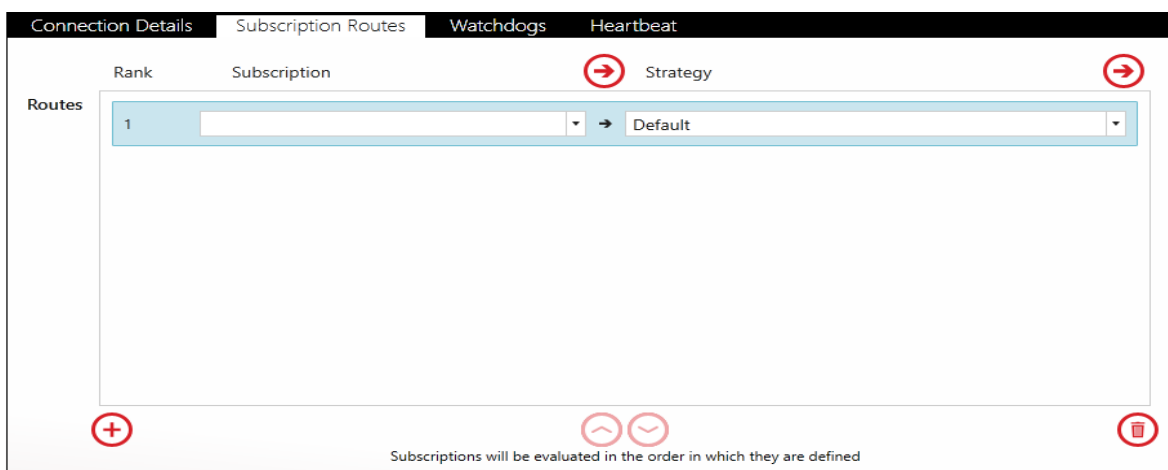 Connection Details Subscription Routes Watchdogs Heartbeat
Rank Subscription Strategy
Routes
1 Default
Subscriptions will be evaluated in the order in which they are defined